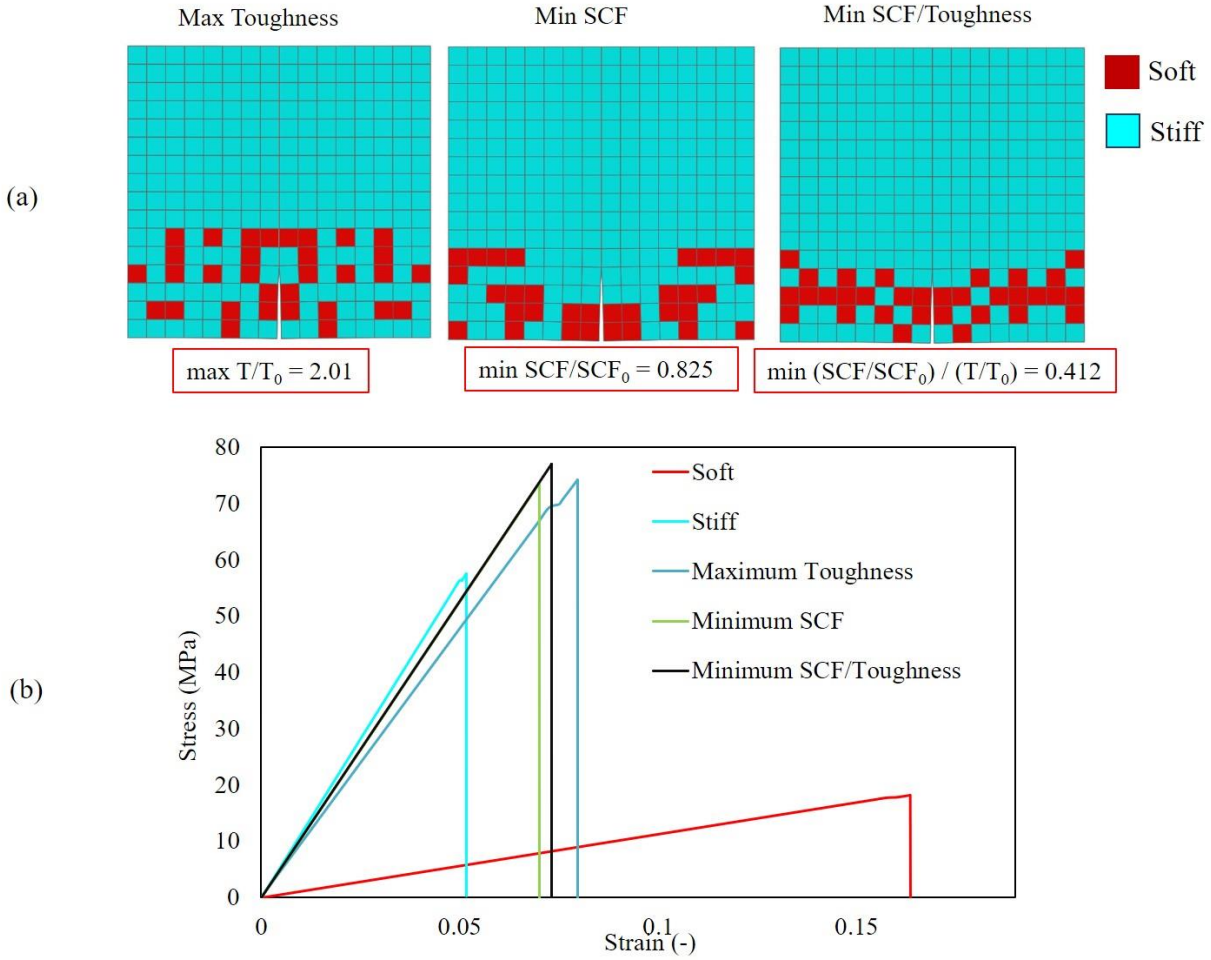 Max Toughness
Min SCF
Min SCF/Toughness
Soft
Stiff
(a)
max T/T₀ = 2.01
min SCF/SCF₀ = 0.825
min (SCF/SCF₀) / (T/T₀) = 0.412
(b)
Stress (MPa)
80
70
60
50
40
30
20
10
0
Soft
Stiff
Maximum Toughness
Minimum SCF
Minimum SCF/Toughness
0
0.05
0.1
0.15
Strain (-)